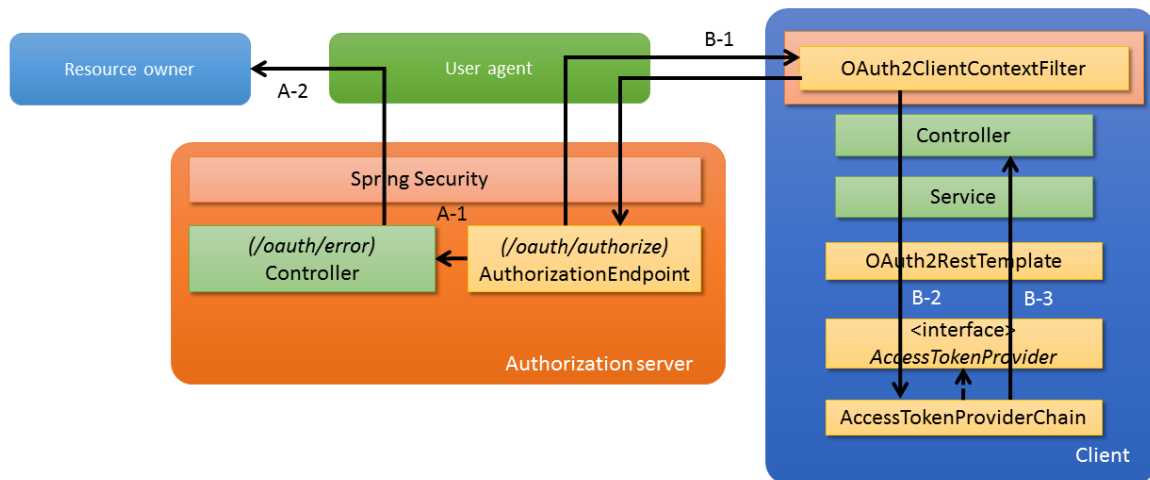 Resource owner
A-2
User agent
B-1
OAuth2ClientContextFilter
Controller
Service
OAuth2RestTemplate
B-2
B-3
<interface>
AccessTokenProvider
AccessTokenProviderChain
Client
Spring Security
A-1
(/oauth/error)
Controller
(/oauth/authorize)
AuthorizationEndpoint
Authorization server